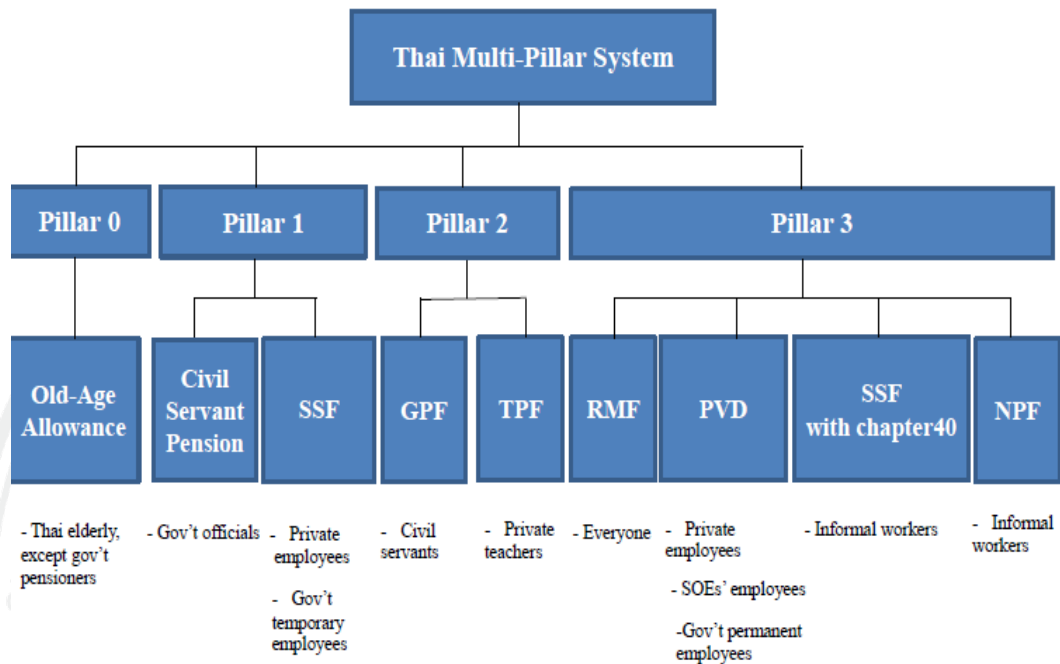 Thai Multi-Pillar System
Pillar 0
Pillar 1
Pillar 2
Pillar 3
Old-Age
Allowance
Civil
Servant
Pension
SSF
GPF
TPF
RMF
PVD
SSF
with chapter40
NPF
- Thai elderly,
except gov't
pensioners
- Gov't officials
- Private
employees
- Gov't
temporary
employees
- Civil
servants
- Private
teachers
- Everyone
- Private
employees
- SOEs' employees
-Gov't permanent
employees
- Informal workers
- Informal
workers